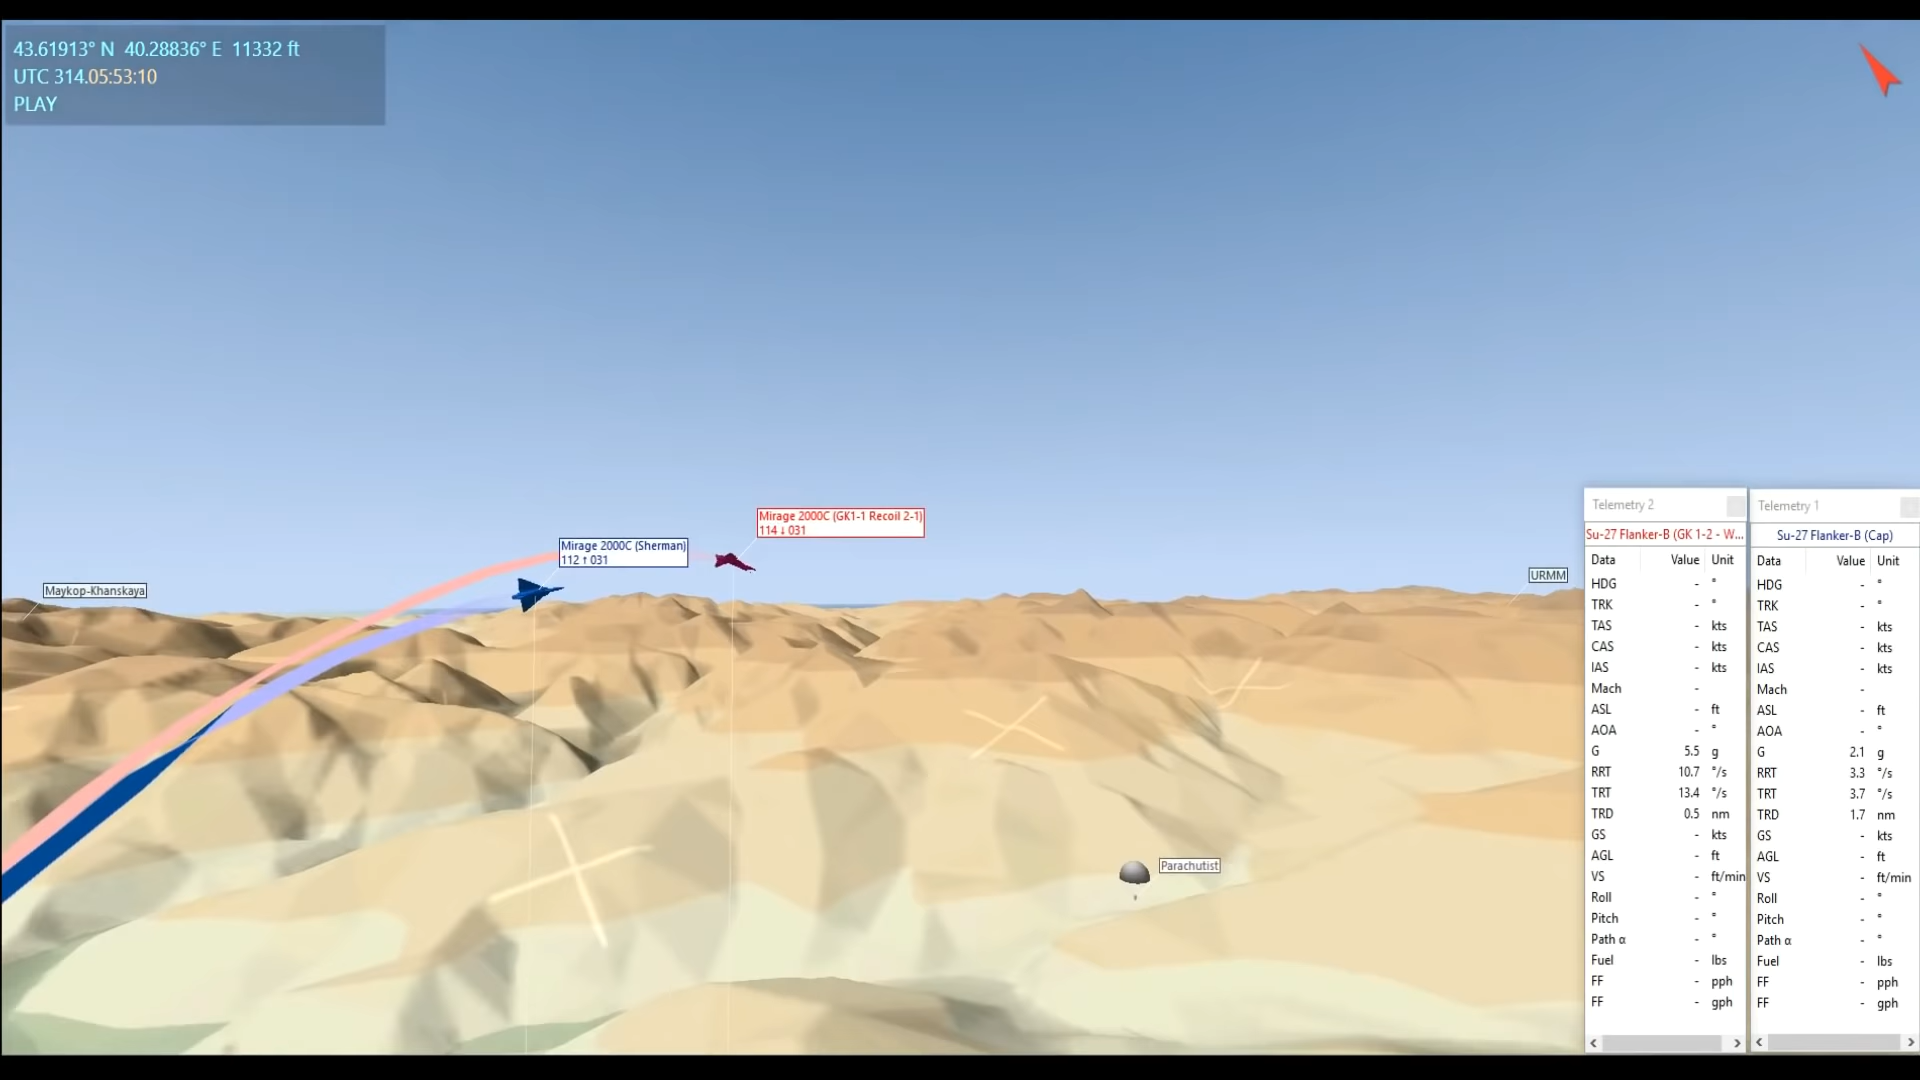 43.61913° N 40.28836° E 11332 ft
UTC 314.05:53:10
PLAY
Mirage 2000C (GK1-1 Recoil 2-1)
114 ↓ 031
Mirage 2000C (Sherman)
112 ↑ 031
Maykop-Khanskaya
URMM
Parachutist
Telemetry 2
Su-27 Flanker-B (GK 1-2 - W...
Data Value Unit
HDG - °
TRK - °
TAS - kts
CAS - kts
IAS - kts
Mach -
ASL - ft
AOA - °
G 5.5 g
RRT 10.7 °/s
TRT 13.4 °/s
TRD 0.5 nm
GS - kts
AGL - ft
VS - ft/min
Roll - °
Pitch - °
Path α - °
Fuel - lbs
FF - pph
FF - gph
Telemetry 1
Su-27 Flanker-B (Cap)
Data Value Unit
HDG - °
TRK - °
TAS - kts
CAS - kts
IAS - kts
Mach -
ASL - ft
AOA - °
G 2.1 g
RRT 3.3 °/s
TRT 3.7 °/s
TRD 1.7 nm
GS - kts
AGL - ft
VS - ft/min
Roll - °
Pitch - °
Path α - °
Fuel - lbs
FF - pph
FF - gph